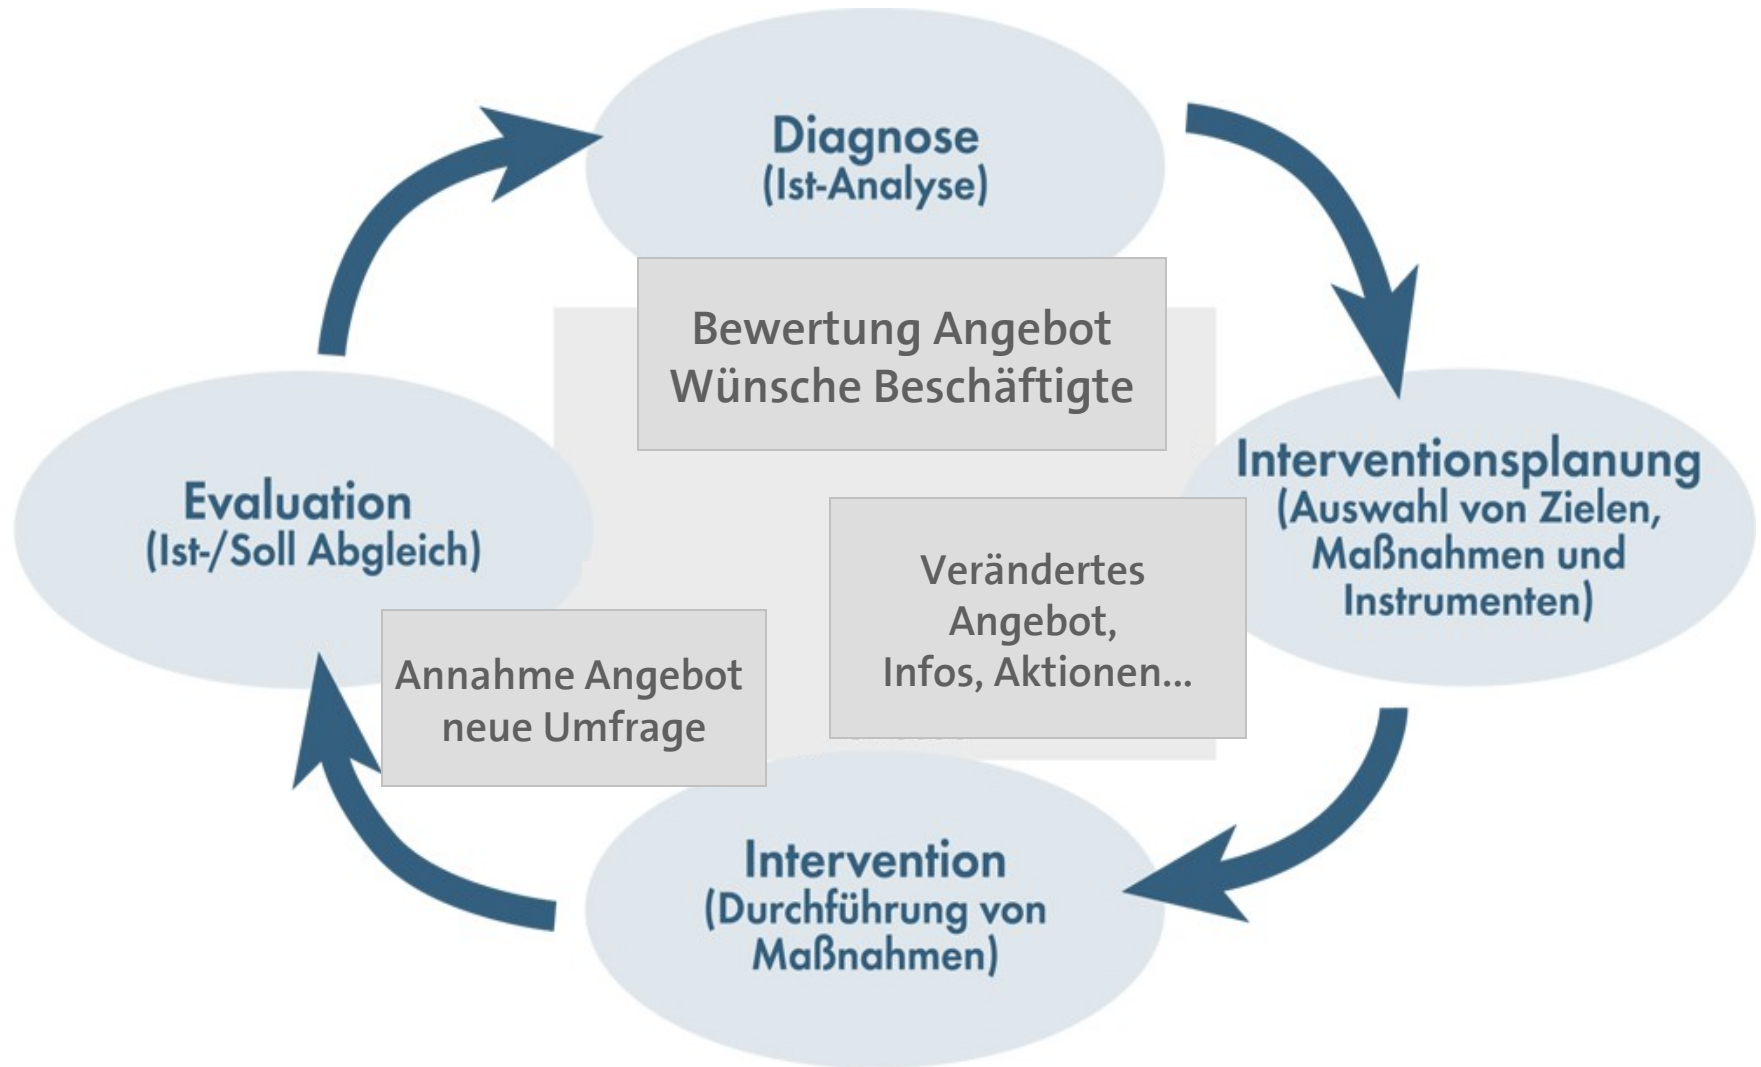 Diagnose
(Ist-Analyse)
Bewertung Angebot
Wünsche Beschäftigte
Interventionsplanung
(Auswahl von Zielen,
Maßnahmen und
Instrumenten)
Verändertes
Angebot,
Infos, Aktionen...
Intervention
(Durchführung von
Maßnahmen)
Evaluation
(Ist-/Soll Abgleich)
Annahme Angebot
neue Umfrage